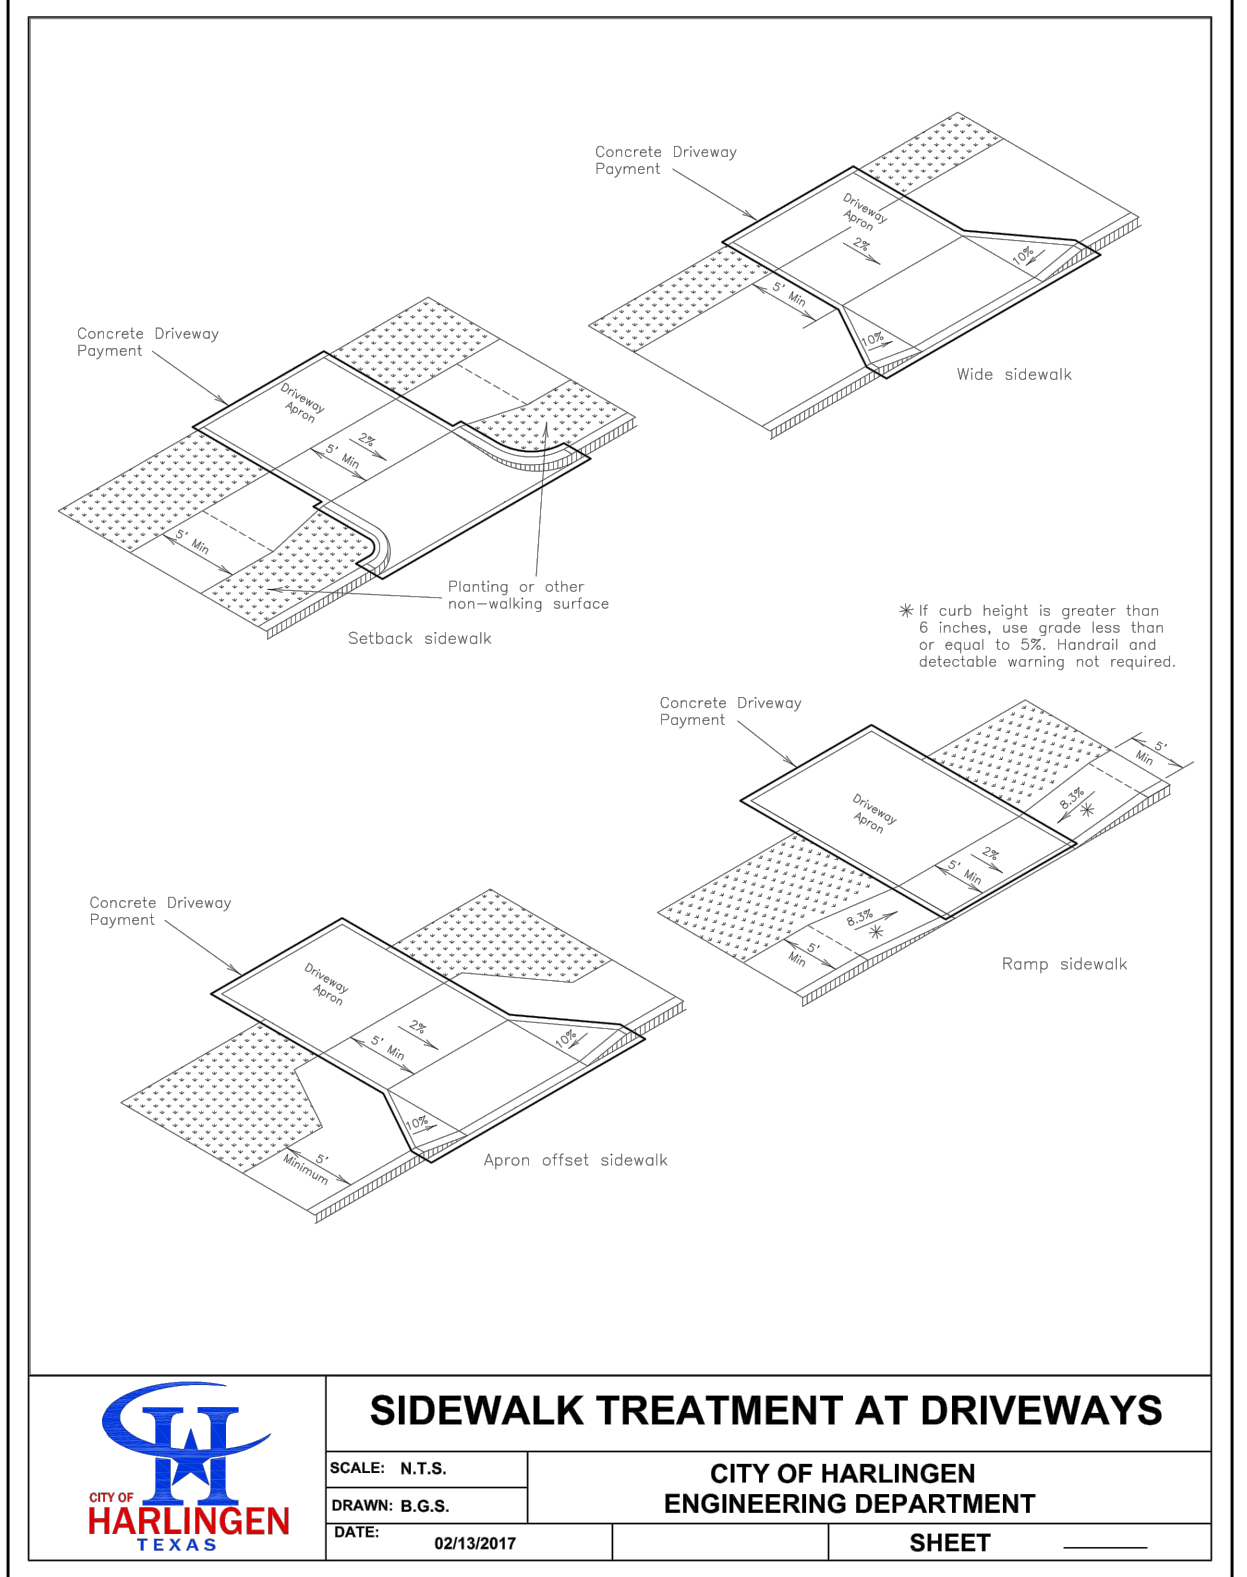 Concrete Driveway
Payment
Driveway
Apron
2%
10%
5' Min
10%
Wide sidewalk
Concrete Driveway
Payment
Driveway
Apron
2%
5' Min
5' Min
Planting or other
non-walking surface
Setback sidewalk
* If curb height is greater than
6 inches, use grade less than
or equal to 5%. Handrail and
detectable warning not required.
Concrete Driveway
Payment
5'
Min
8.3%
*
Driveway
Apron
2%
5' Min
8.3%
*
5'
Min
Ramp sidewalk
Concrete Driveway
Payment
Driveway
Apron
2%
5' Min
10%
10%
5'
Minimum
Apron offset sidewalk
CITY OF
HARLINGEN
TEXAS
SIDEWALK TREATMENT AT DRIVEWAYS
SCALE: N.T.S.
DRAWN: B.G.S.
DATE: 02/13/2017
CITY OF HARLINGEN
ENGINEERING DEPARTMENT
SHEET